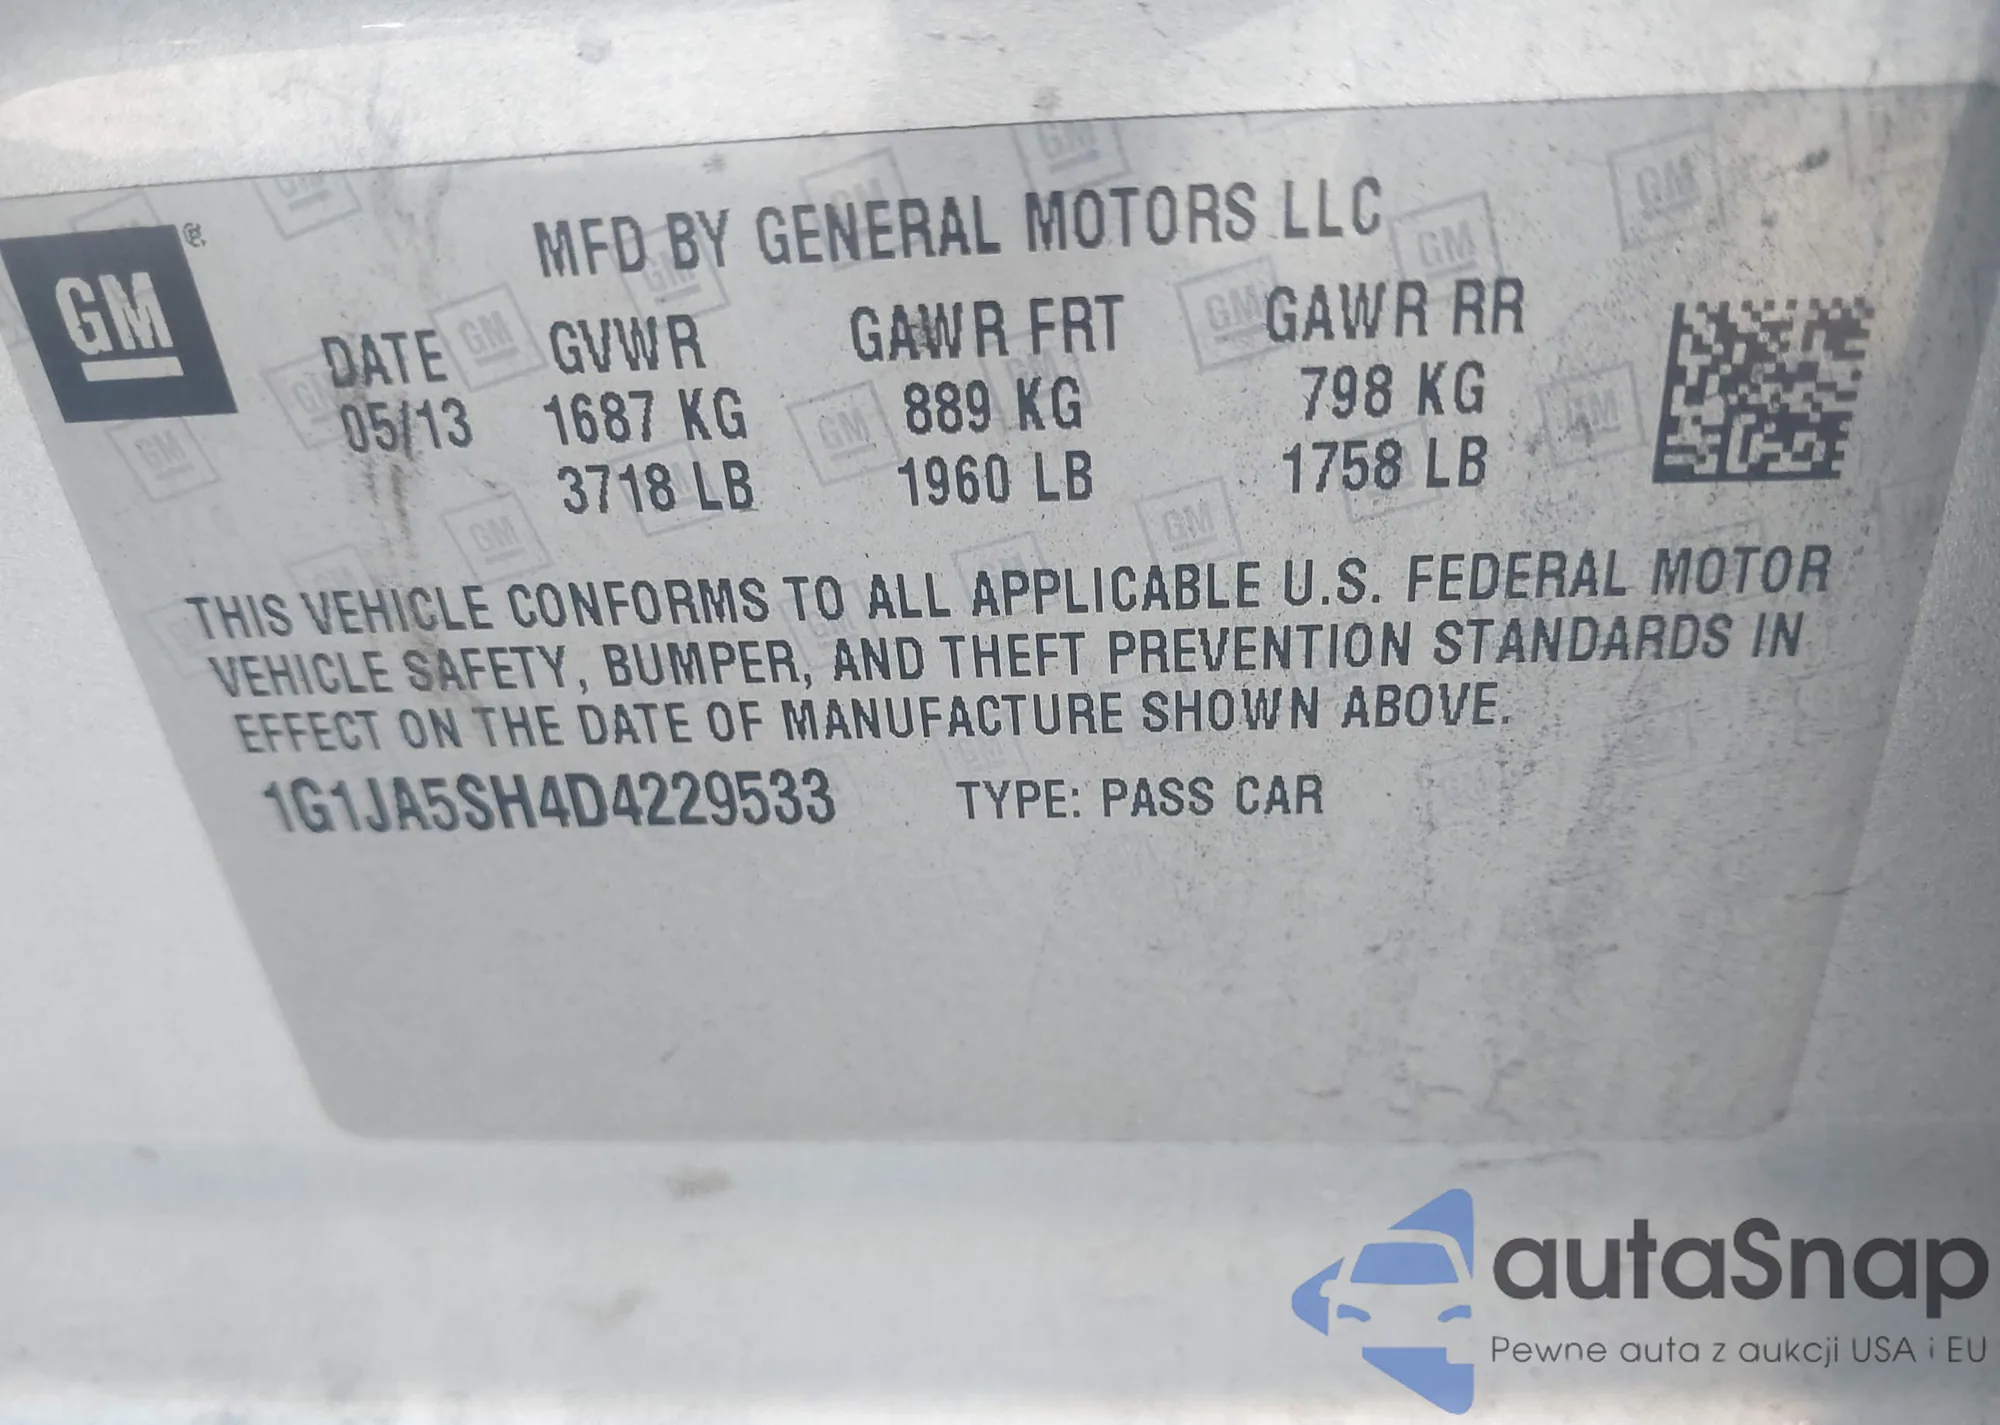 GM ®
MFD BY GENERAL MOTORS LLC
DATE GVWR GAWR FRT GAWR RR
05/13 1687 KG 889 KG 798 KG
3718 LB 1960 LB 1758 LB
THIS VEHICLE CONFORMS TO ALL APPLICABLE U.S. FEDERAL MOTOR
VEHICLE SAFETY, BUMPER, AND THEFT PREVENTION STANDARDS IN
EFFECT ON THE DATE OF MANUFACTURE SHOWN ABOVE.
1G1JA5SH4D4229533 TYPE: PASS CAR
autaSnap
Pewne auta z aukcji USA i EU